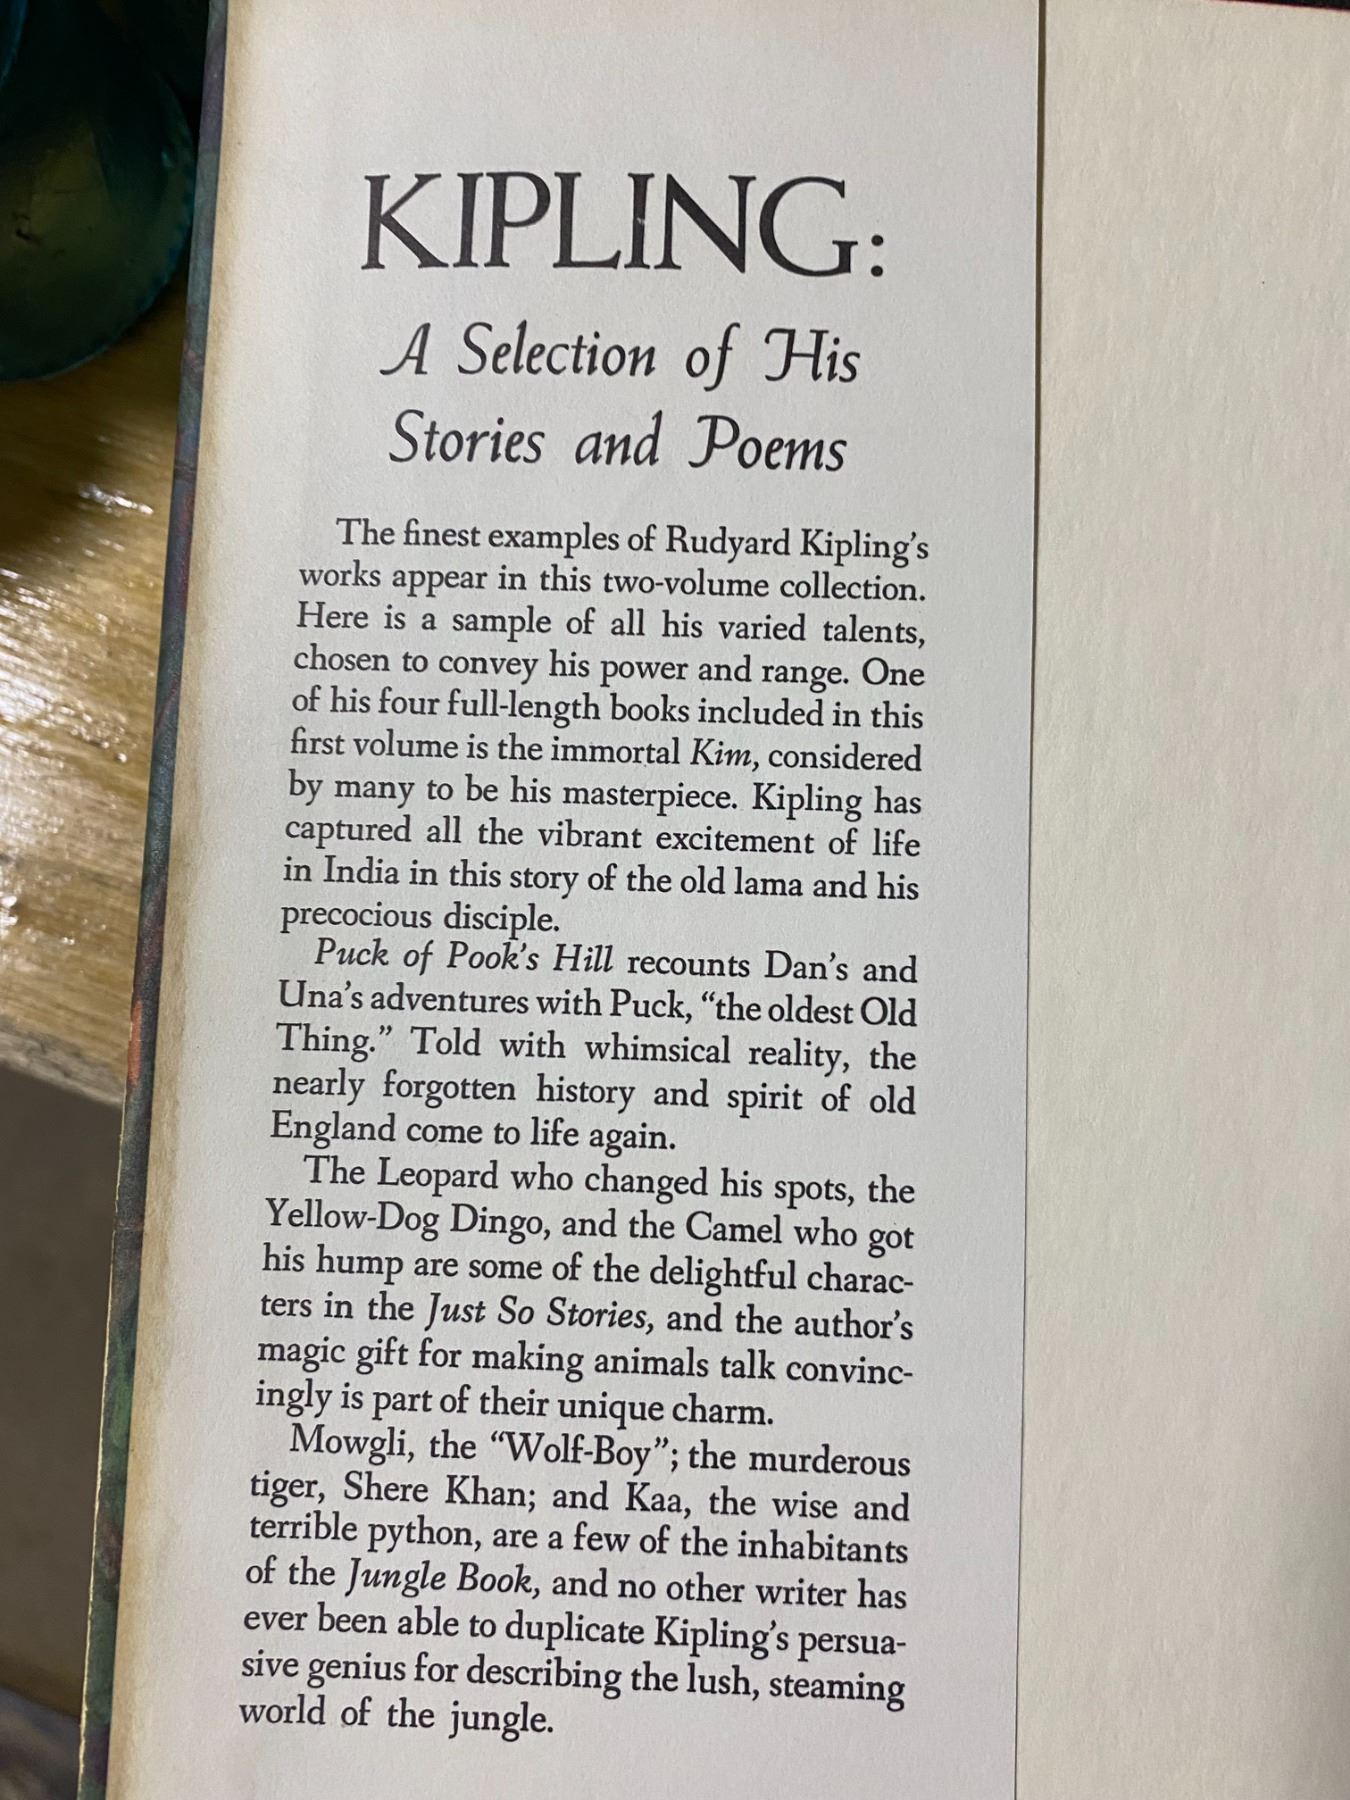 KIPLING:
A Selection of His
Stories and Poems
The finest examples of Rudyard Kipling's
works appear in this two-volume collection.
Here is a sample of all his varied talents,
chosen to convey his power and range. One
of his four full-length books included in this
first volume is the immortal Kim, considered
by many to be his masterpiece. Kipling has
captured all the vibrant excitement of life
in India in this story of the old lama and his
precocious disciple.
Puck of Pook's Hill recounts Dan's and
Una's adventures with Puck, “the oldest Old
Thing.” Told with whimsical reality, the
nearly forgotten history and spirit of old
England come to life again.
The Leopard who changed his spots, the
Yellow-Dog Dingo, and the Camel who got
his hump are some of the delightful charac-
ters in the Just So Stories, and the author's
magic gift for making animals talk convinc-
ingly is part of their unique charm.
Mowgli, the “Wolf-Boy”; the murderous
tiger, Shere Khan; and Kaa, the wise and
terrible python, are a few of the inhabitants
of the Jungle Book, and no other writer has
ever been able to duplicate Kipling's persua-
sive genius for describing the lush, steaming
world of the jungle.